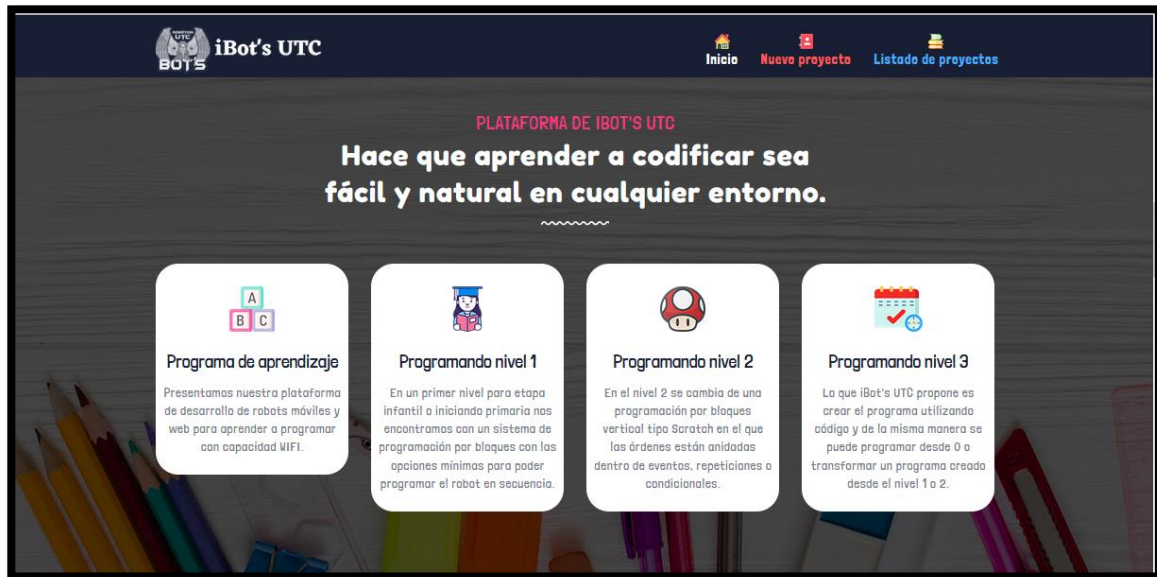 UTC
BOTS
iBot's UTC
Inicio
Nuevo proyecto
Listado de proyectos
PLATAFORMA DE IBOT'S UTC
Hace que aprender a codificar sea
fácil y natural en cualquier entorno.
A
B C
Programa de aprendizaje
Presentamos nuestra plataforma
de desarrollo de robots móviles y
web para aprender a programar
con capacidad WIFI.
Programando nivel 1
En un primer nivel para etapa
infantil o iniciando primaria nos
encontramos con un sistema de
programación por bloques con las
opciones mínimas para poder
programar el robot en secuencia.
Programando nivel 2
En el nivel 2 se cambia de una
programación por bloques
vertical tipo Scratch en el que
las órdenes están anidadas
dentro de eventos, repeticiones o
condicionales.
Programando nivel 3
Lo que iBot's UTC propone es
crear el programa utilizando
código y de la misma manera se
puede programar desde 0 o
transformar un programa creado
desde el nivel 1 o 2.